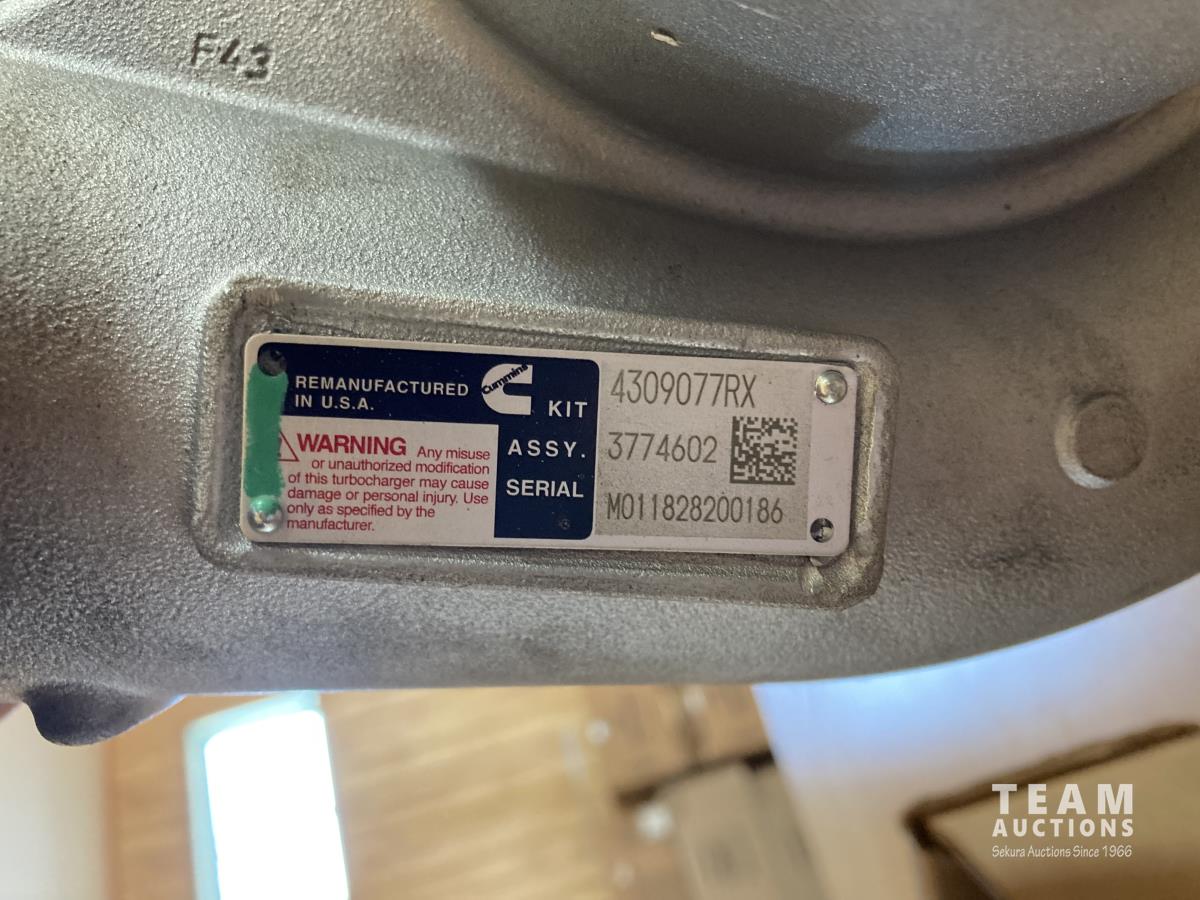 F43
REMANUFACTURED
IN U.S.A.
Cummins
KIT 4309077RX
WARNING Any misuse
or unauthorized modification
of this turbocharger may cause
damage or personal injury. Use
only as specified by the
manufacturer.
ASSY. 3774602
SERIAL M011828200186
TEAM
AUCTIONS
Sekura Auctions Since 1966